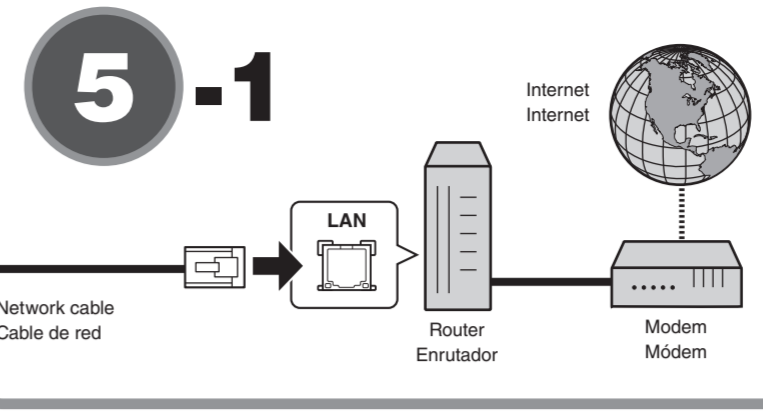 5-1
Internet
Internet
LAN
Network cable
Cable de red
Router
Enrutador
Modem
Módem